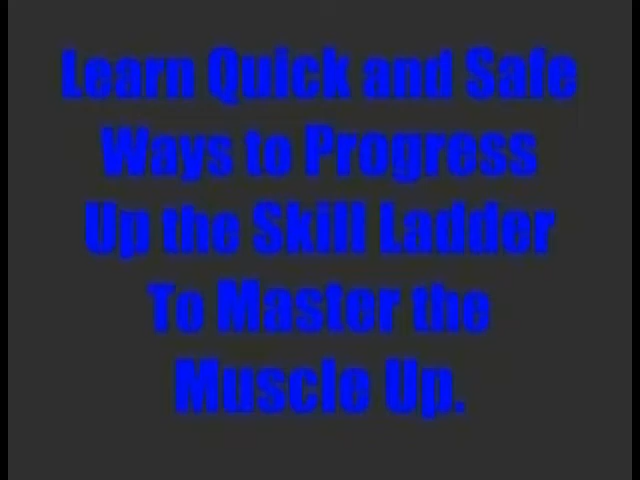 Learn Quick and Safe
Ways to Progress
Up the Skill Ladder
To Master the
Muscle Up.